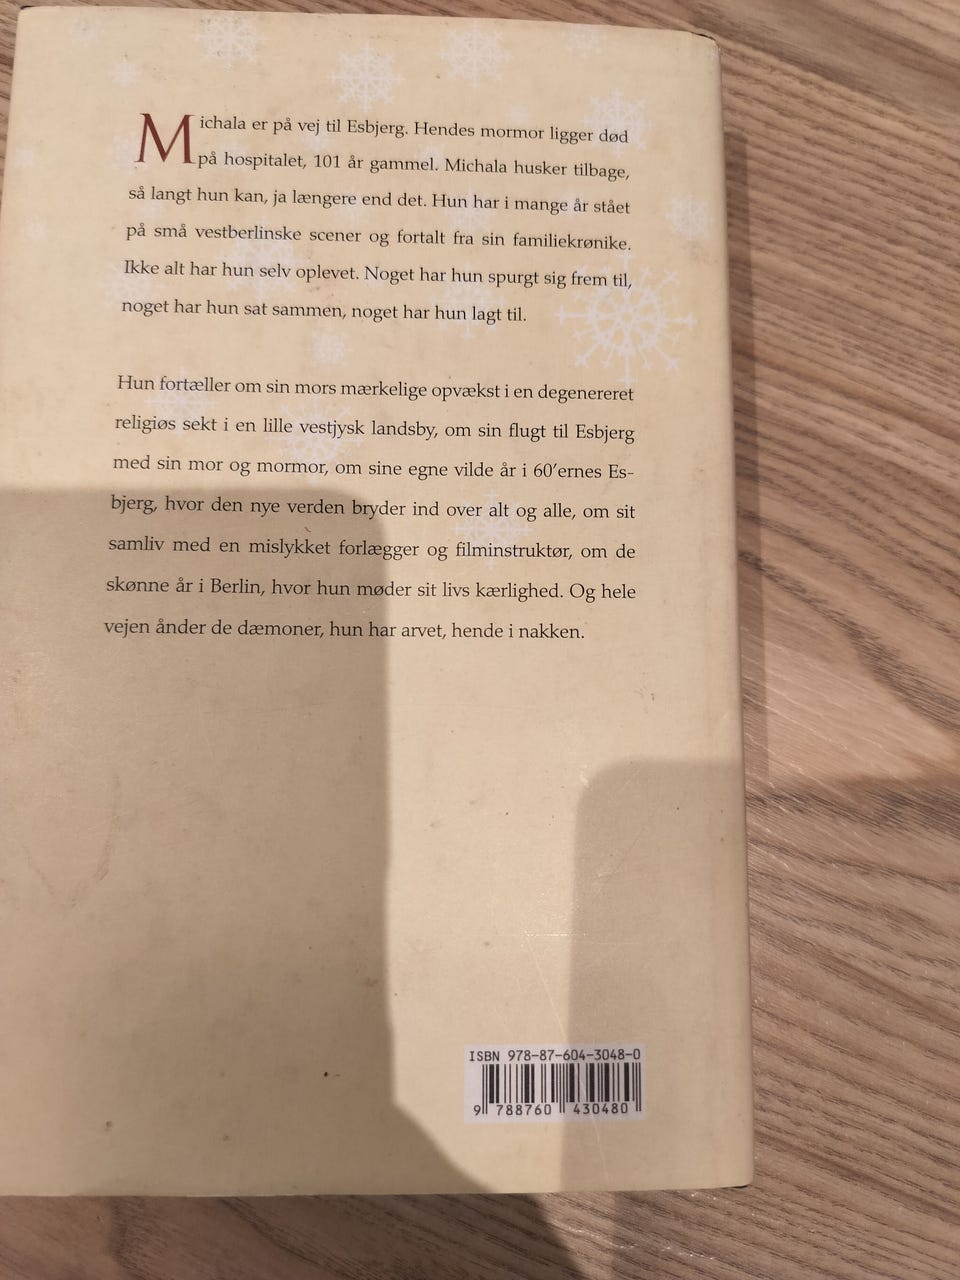 Michala er på vej til Esbjerg. Hendes mormor ligger død
på hospitalet, 101 år gammel. Michala husker tilbage,
så langt hun kan, ja længere end det. Hun har i mange år stået
på små vestberlinske scener og fortalt fra sin familiekrønike.
Ikke alt har hun selv oplevet. Noget har hun spurgt sig frem til,
noget har hun sat sammen, noget har hun lagt til.
Hun fortæller om sin mors mærkelige opvækst i en degenereret
religiøs sekt i en lille vestjysk landsby, om sin flugt til Esbjerg
med sin mor og mormor, om sine egne vilde år i 60'ernes Es-
bjerg, hvor den nye verden bryder ind over alt og alle, om sit
samliv med en mislykket forlægger og filminstruktør, om de
skønne år i Berlin, hvor hun møder sit livs kærlighed. Og hele
vejen ånder de dæmoner, hun har arvet, hende i nakken.
ISBN 978-87-604-3048-0
9 788760 430480